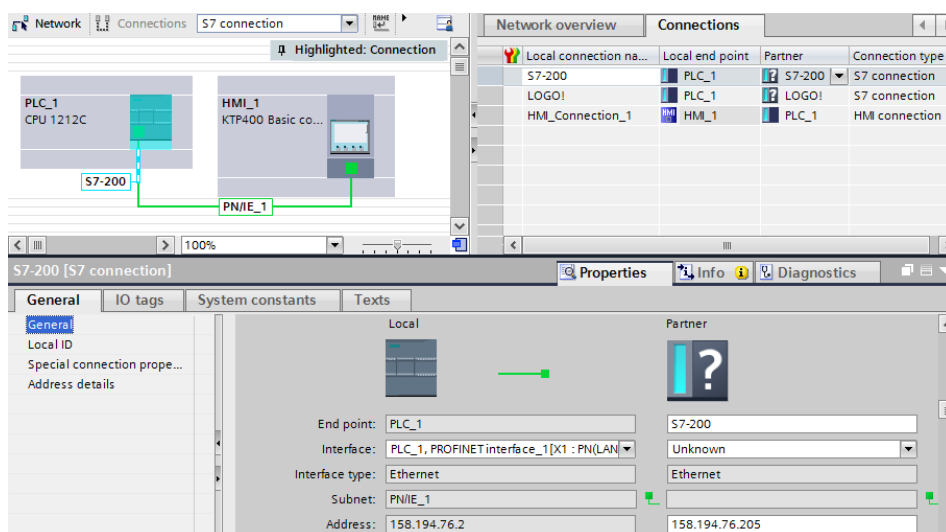 Network Connections S7 connection
Network overview Connections
Highlighted: Connection
Local connection na... Local end point Partner Connection type
S7-200 PLC_1 S7-200 S7 connection
LOGO! PLC_1 LOGO! S7 connection
HMI_Connection_1 HMI_1 PLC_1 HMI connection
PLC_1
CPU 1212C
HMI_1
KTP400 Basic co...
S7-200
PN/IE_1
100%
S7-200 [S7 connection]
Properties Info Diagnostics
General IO tags System constants Texts
General
Local ID
Special connection prope...
Address details
Local Partner
?
End point: PLC_1 S7-200
Interface: PLC_1, PROFINET interface_1[X1 : PN(LAN Unknown
Interface type: Ethernet Ethernet
Subnet: PN/IE_1
Address: 158.194.76.2 158.194.76.205